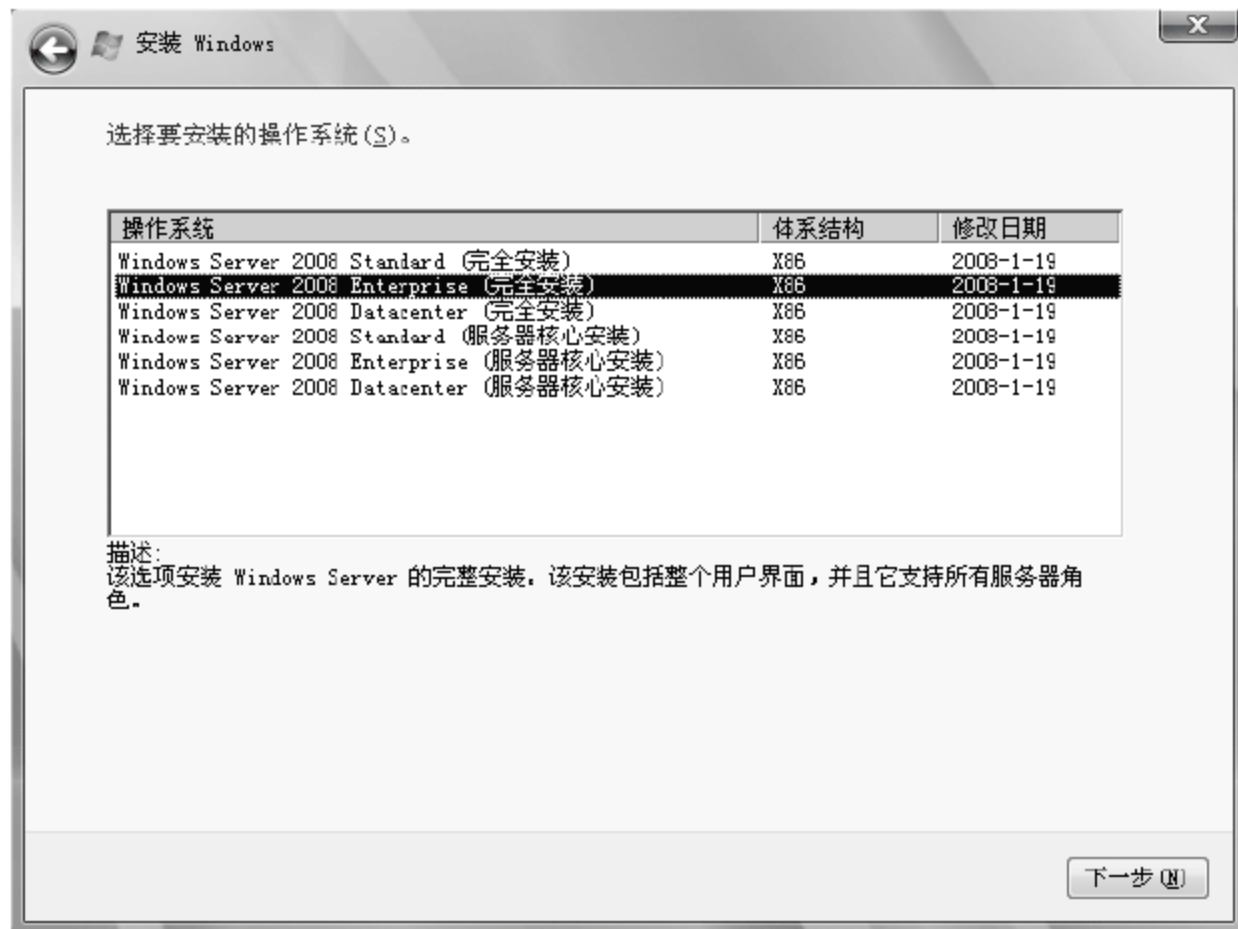 安装 Windows
选择要安装的操作系统(S)。
操作系统 体系结构 修改日期
Windows Server 2008 Standard (完全安装) X86 2008-1-19
Windows Server 2008 Enterprise (完全安装) X86 2008-1-19
Windows Server 2008 Datacenter (完全安装) X86 2008-1-19
Windows Server 2008 Standard (服务器核心安装) X86 2008-1-19
Windows Server 2008 Enterprise (服务器核心安装) X86 2008-1-19
Windows Server 2008 Datacenter (服务器核心安装) X86 2008-1-19
描述:
该选项安装 Windows Server 的完整安装。该安装包括整个用户界面，并且它支持所有服务器角
色。
下一步(N)